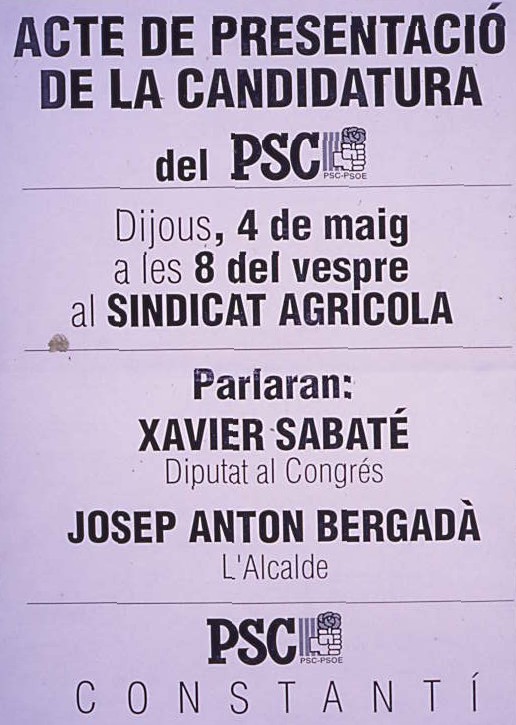 ACTE DE PRESENTACIÓ
DE LA CANDIDATURA
del PSC
PSC-PSOE
Dijous, 4 de maig
a les 8 del vespre
al SINDICAT AGRICOLA
Parlaran:
XAVIER SABATÉ
Diputat al Congrés
JOSEP ANTON BERGADÀ
L'Alcalde
PSC
PSC-PSOE
CONSTANTÍ